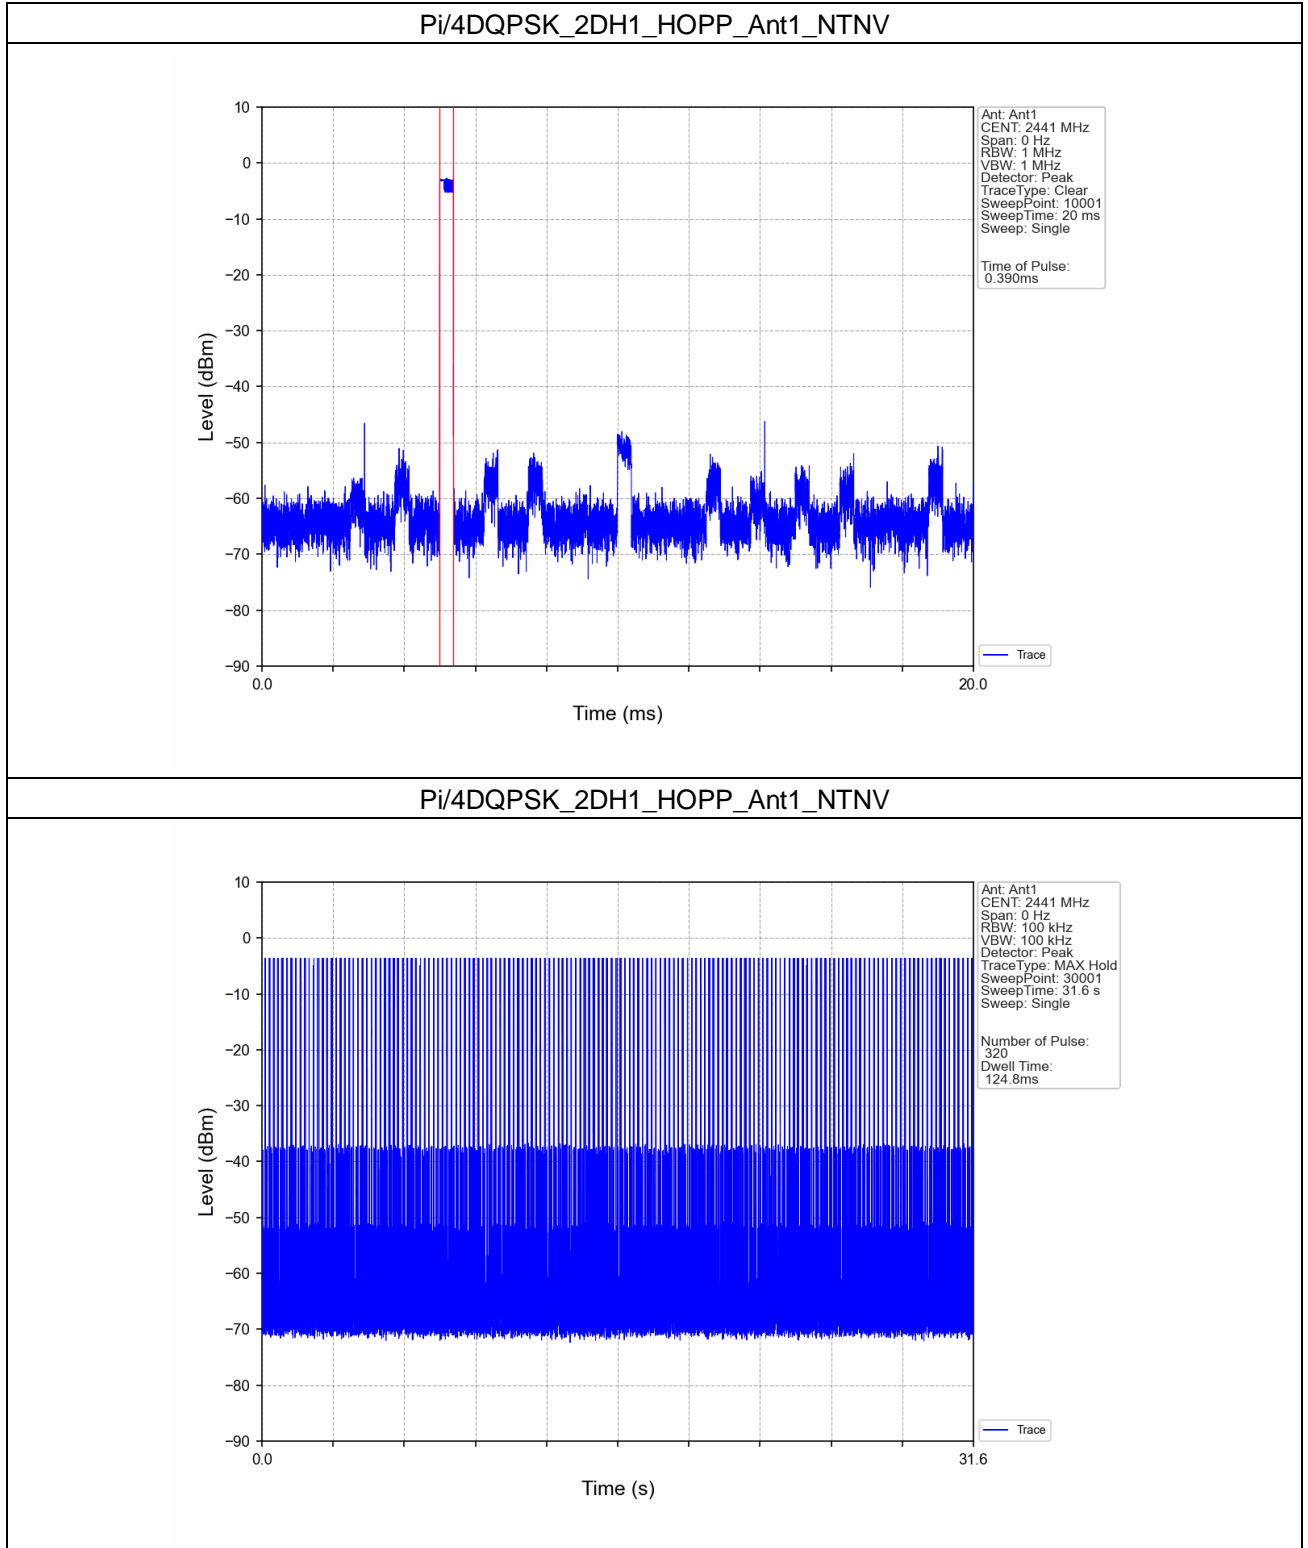 Pi/4DQPSK_2DH1_HOPP_Ant1_NTNV
10
0
−10
−20
−30
−40
−50
−60
−70
−80
−90
Level (dBm)
0.0
20.0
Time (ms)
Ant: Ant1
CENT: 2441 MHz
Span: 0 Hz
RBW: 1 MHz
VBW: 1 MHz
Detector: Peak
TraceType: Clear
SweepPoint: 10001
SweepTime: 20 ms
Sweep: Single
Time of Pulse:
0.390ms
Trace
Pi/4DQPSK_2DH1_HOPP_Ant1_NTNV
10
0
−10
−20
−30
−40
−50
−60
−70
−80
−90
Level (dBm)
0.0
31.6
Time (s)
Ant: Ant1
CENT: 2441 MHz
Span: 0 Hz
RBW: 100 kHz
VBW: 100 kHz
Detector: Peak
TraceType: MAX Hold
SweepPoint: 30001
SweepTime: 31.6 s
Sweep: Single
Number of Pulse:
320
Dwell Time:
124.8ms
Trace